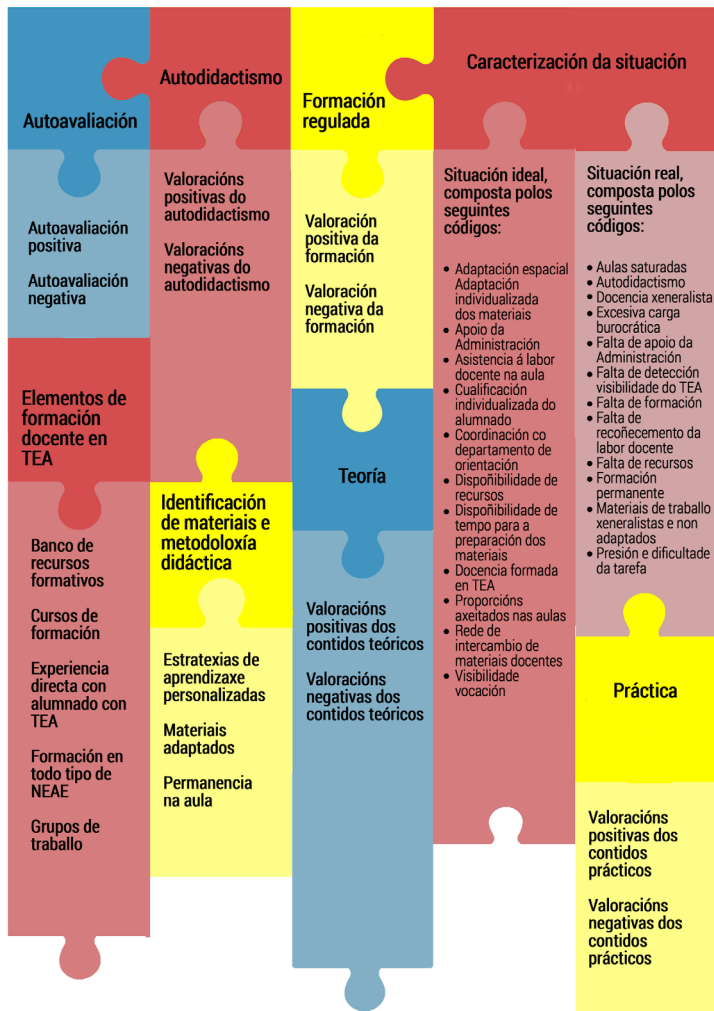 Autoavaliación
Autoavaliación
positiva
Autoavaliación
negativa
Elementos de
formación
docente en
TEA
Banco de
recursos
formativos
Cursos de
formación
Experiencia
directa con
alumnado con
TEA
Formación en
todo tipo de
NEAE
Grupos de
traballo
Autodidactismo
Valoracións
positivas do
autodidactismo
Valoracións
negativas do
autodidactismo
Identificación
de materiais e
metodoloxía
didáctica
Estratexias de
aprendizaxe
personalizadas
Materiais
adaptados
Permanencia
na aula
Formación
regulada
Valoración
positiva da
formación
Valoración
negativa da
formación
Teoría
Valoracións
positivas dos
contidos teóricos
Valoracións
negativas dos
contidos teóricos
Caracterización da situación
Situación ideal,
composta polos
seguintes
códigos:
• Adaptación espacial
Adaptación
individualizada
dos materiais
• Apoio da
Administración
• Asistencia á labor
docente na aula
• Cualificación
individualizada do
alumnado
• Coordinación co
departamento de
orientación
• Dispoñibilidade de
recursos
• Dispoñibilidade de
tempo para a
preparación dos
materiais
• Docencia formada
en TEA
• Proporcións
axeitados nas aulas
• Rede de
intercambio de
materiais docentes
• Visibilidade
vocación
Situación real,
composta polos
seguintes
códigos:
• Aulas saturadas
• Autodidactismo
• Docencia xeneralista
• Excesiva carga
burocrática
• Falta de apoio da
Administración
• Falta de detección
visibilidade do TEA
• Falta de formación
• Falta de
recoñecemento da
labor docente
• Falta de recursos
• Formación
permanente
• Materiais de traballo
xeneralistas e non
adaptados
• Presión e dificultade
da tarefa
Práctica
Valoracións
positivas dos
contidos
prácticos
Valoracións
negativas dos
contidos
prácticos